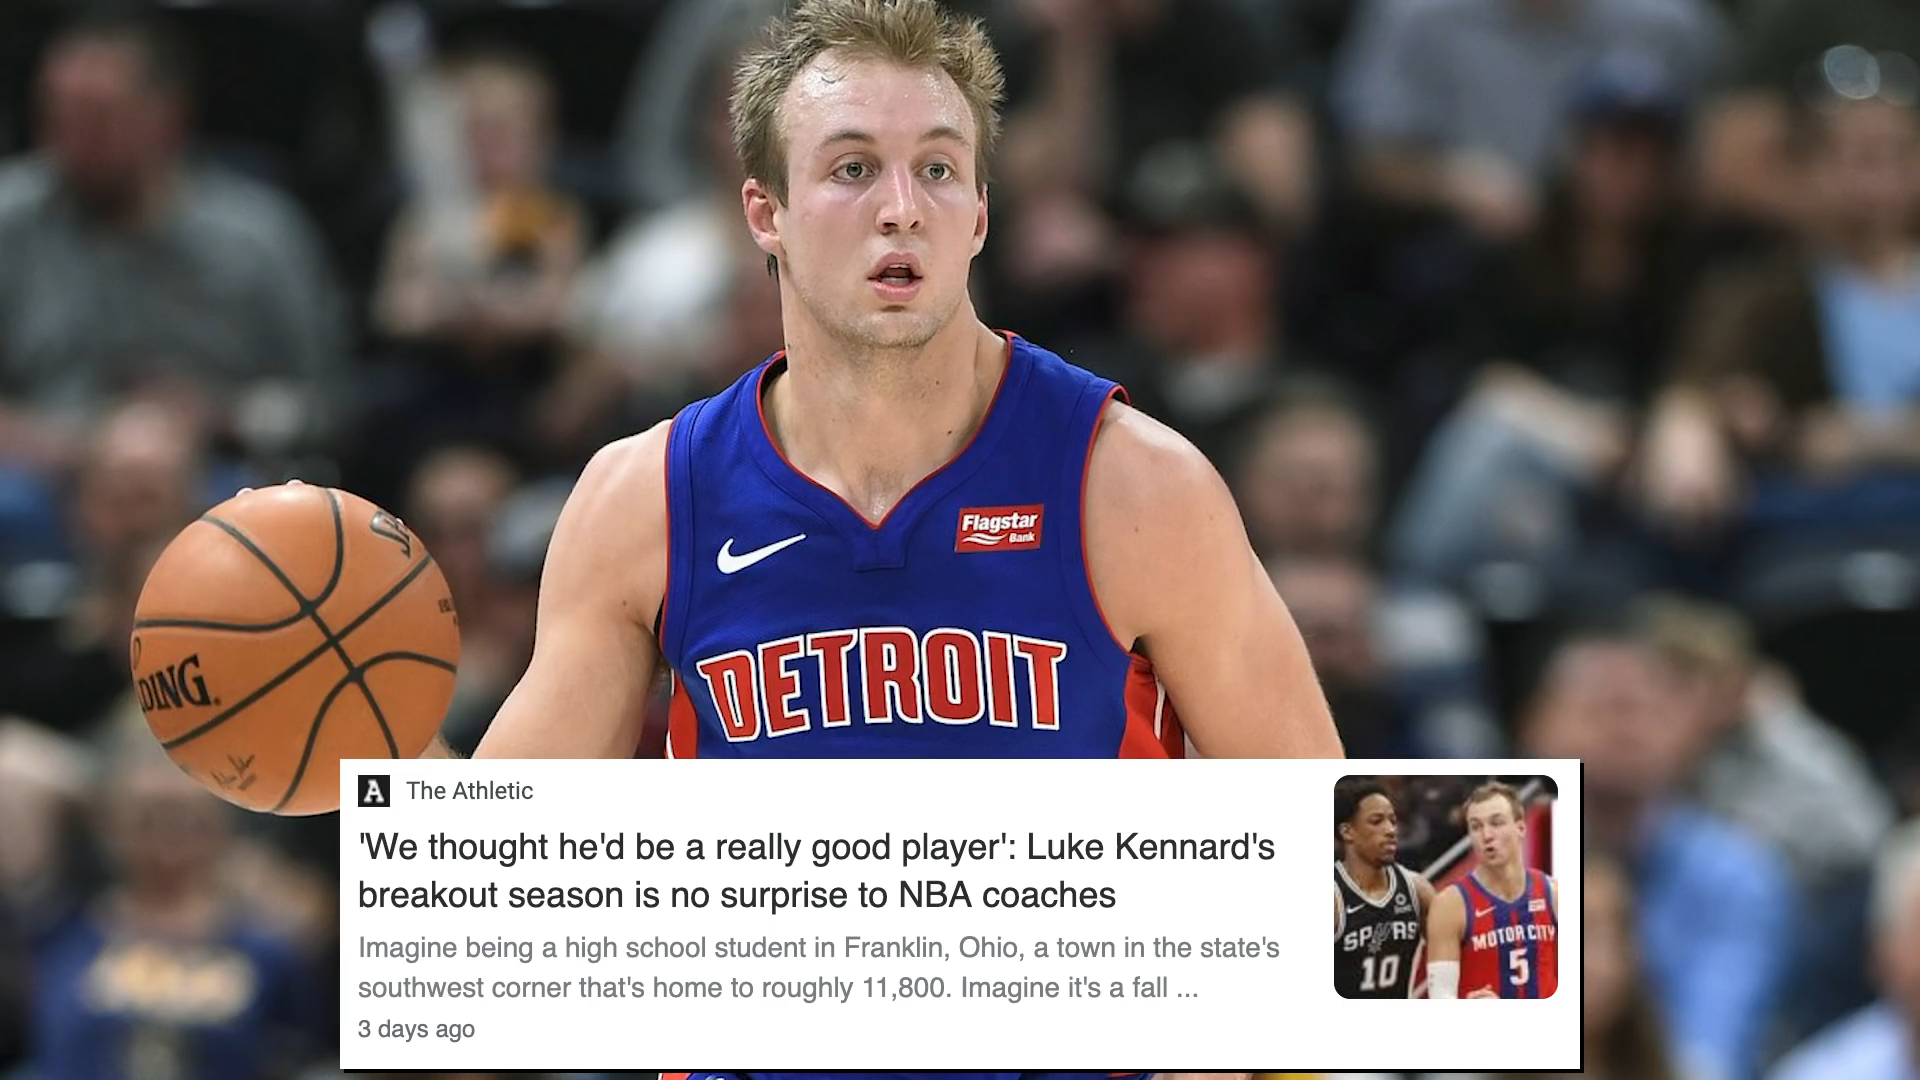 DING.
Flagstar
Bank
DETROIT
A The Athletic
'We thought he'd be a really good player': Luke Kennard's
breakout season is no surprise to NBA coaches
Imagine being a high school student in Franklin, Ohio, a town in the state's
southwest corner that's home to roughly 11,800. Imagine it's a fall ...
3 days ago
SPURS
10
MOTOR CITY
5